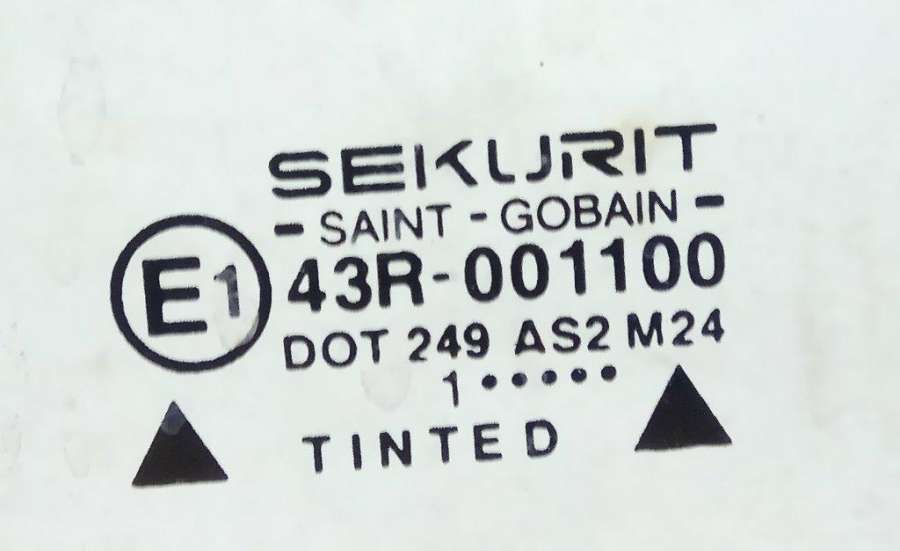 SEKURIT
- SAINT - GOBAIN -
E1 43R-001100
DOT 249 AS2 M24
1•••••
TINTED